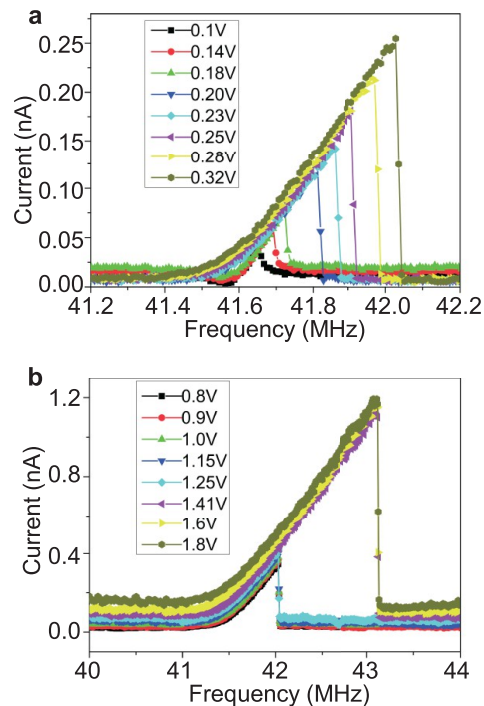 a
0.1V
0.14V
0.18V
0.20V
0.23V
0.25V
0.28V
0.32V
Current (nA)
0.25
0.20
0.15
0.10
0.05
0.00
41.2 41.4 41.6 41.8 42.0 42.2
Frequency (MHz)
b
0.8V
0.9V
1.0V
1.15V
1.25V
1.41V
1.6V
1.8V
Current (nA)
1.2
0.8
0.4
0.0
40 41 42 43 44
Frequency (MHz)